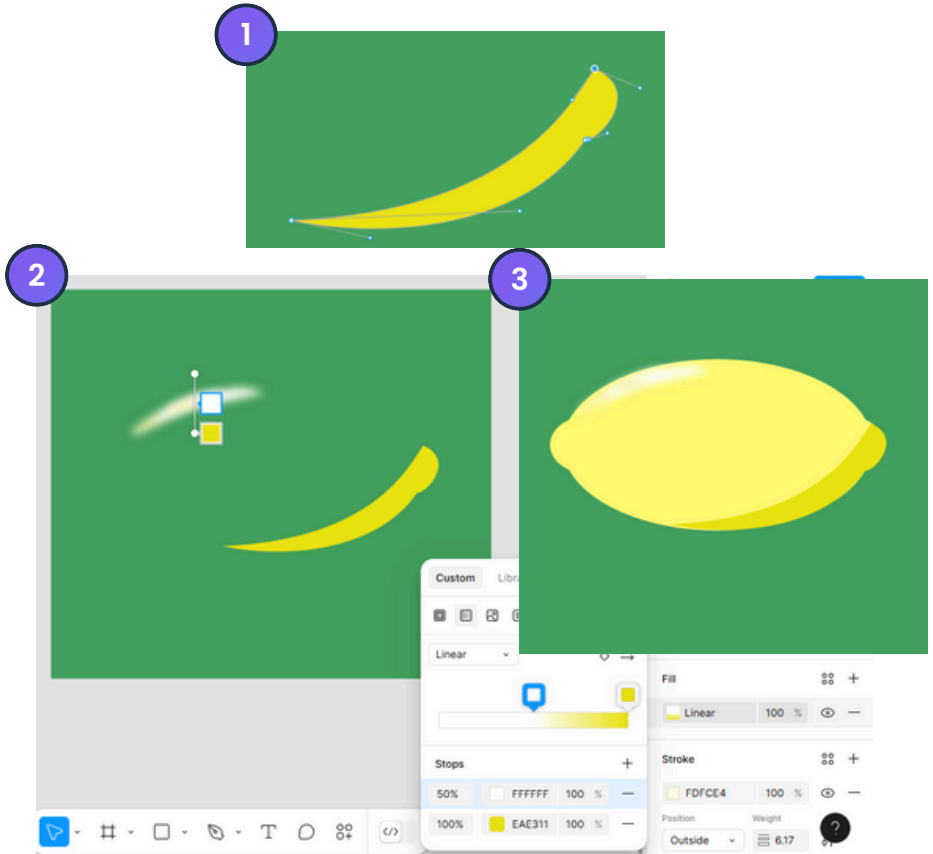 1
2
3
Custom
Linear
Stops
50% FFFFFF 100 %
100% EAE311 100 %
Fill
Linear 100 %
Stroke
FDFCE4 100 %
Position Weight
Outside 6.17
T
</>
?